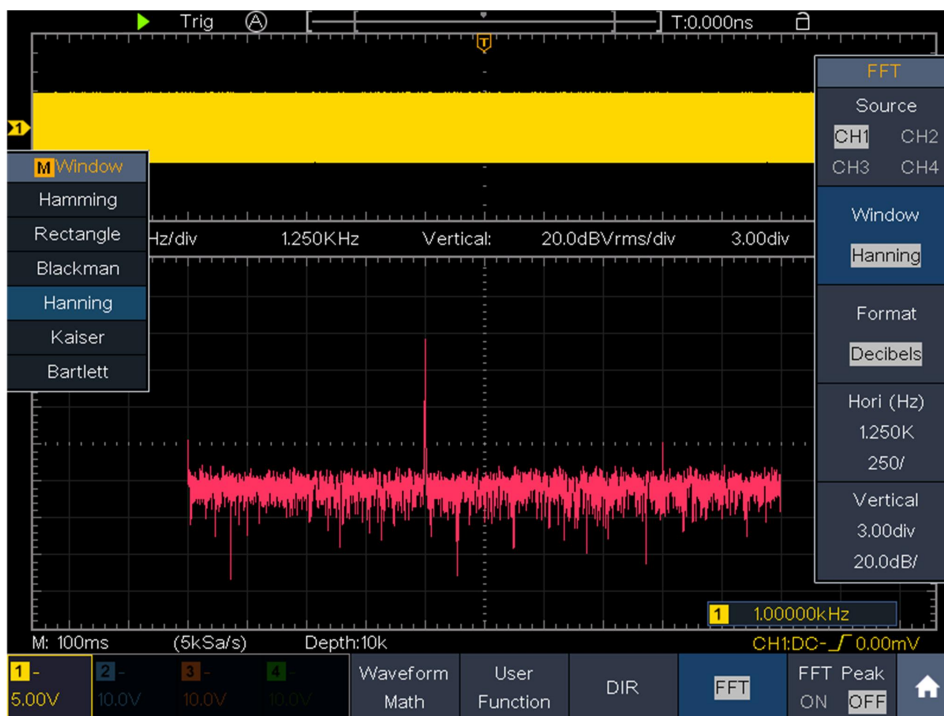 Trig A T:0.000ns
T
1
M Window
Hamming
Rectangle
Blackman
Hanning
Kaiser
Bartlett
Hz/div 1.250KHz Vertical: 20.0dBVrms/div 3.00div
FFT
Source
CH1 CH2
CH3 CH4
Window
Hanning
Format
Decibels
Hori (Hz)
1.250K
250/
Vertical
3.00div
20.0dB/
1 1.00000kHz
M: 100ms (5kSa/s) Depth:10k CH1:DC- 0.00mV
1 -
5.00V
2 -
10.0V
3 -
10.0V
4 -
10.0V
Waveform
Math
User
Function
DIR
FFT
FFT Peak
ON OFF